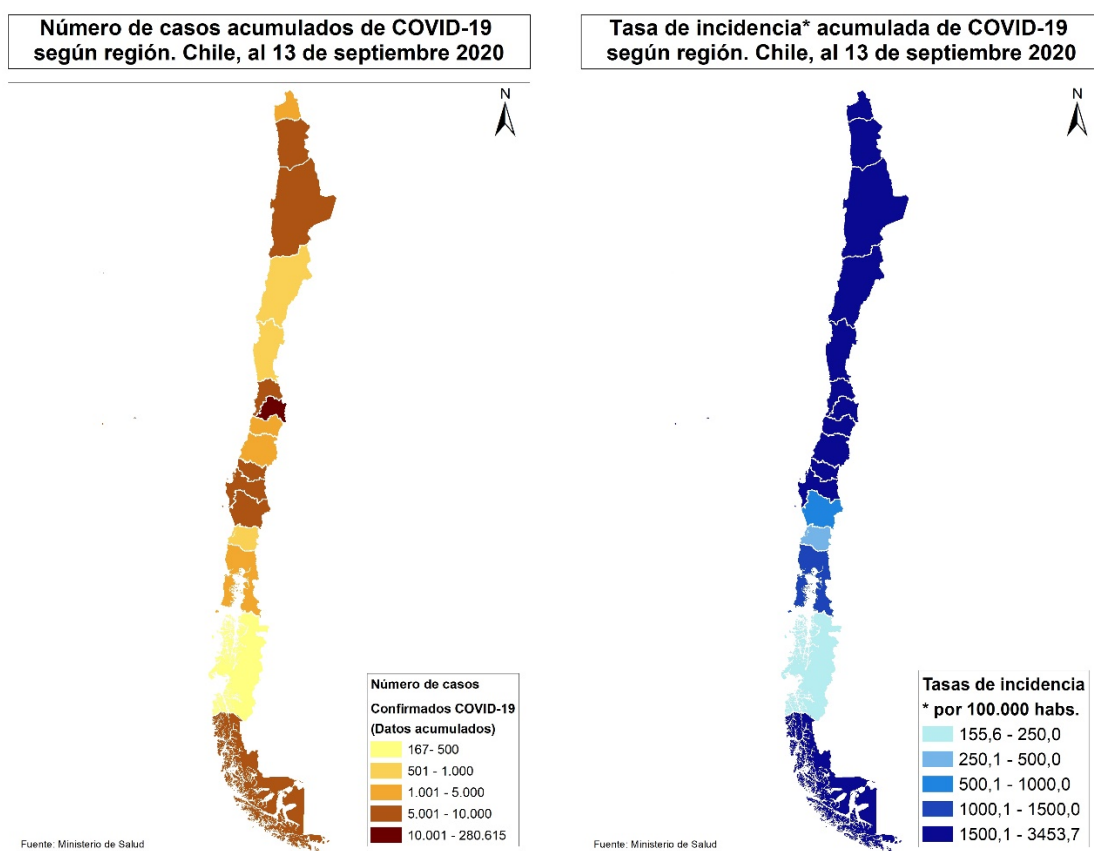 Número de casos acumulados de COVID-19
según región. Chile, al 13 de septiembre 2020
N
Número de casos
Confirmados COVID-19
(Datos acumulados)
167- 500
501 - 1.000
1.001 - 5.000
5.001 - 10.000
10.001 - 280.615
Fuente: Ministerio de Salud
Tasa de incidencia* acumulada de COVID-19
según región. Chile, al 13 de septiembre 2020
N
Tasas de incidencia
* por 100.000 habs.
155,6 - 250,0
250,1 - 500,0
500,1 - 1000,0
1000,1 - 1500,0
1500,1 - 3453,7
Fuente: Ministerio de Salud